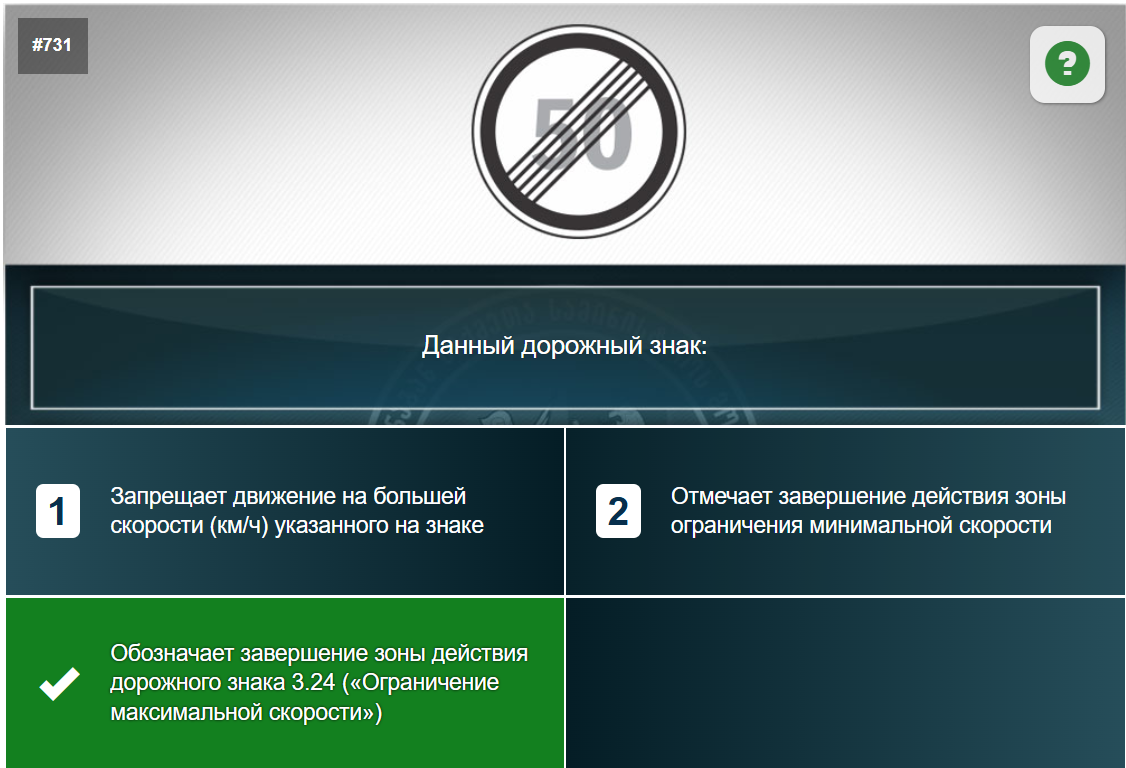 #731
50
?
Данный дорожный знак:
1
Запрещает движение на большей
скорости (км/ч) указанного на знаке
2
Отмечает завершение действия зоны
ограничения минимальной скорости
Обозначает завершение зоны действия
дорожного знака 3.24 («Ограничение
максимальной скорости»)